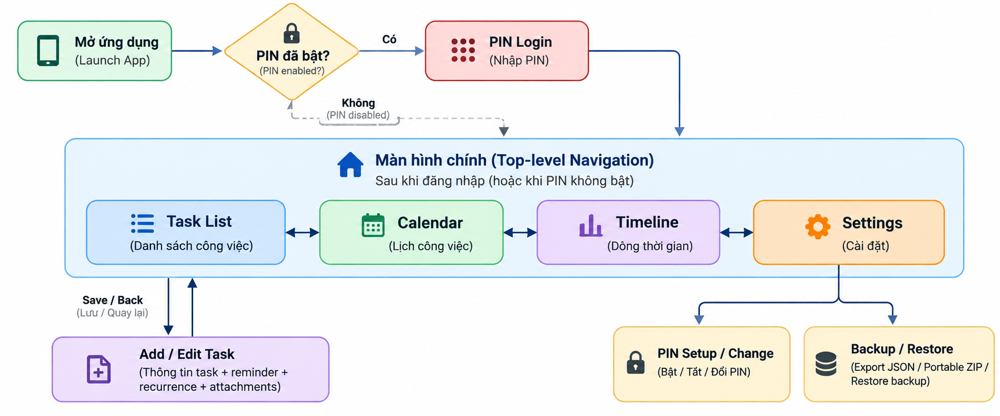 Mở ứng dụng
(Launch App)
PIN đã bật?
(PIN enabled?)
Có
PIN Login
(Nhập PIN)
Không
(PIN disabled)
Màn hình chính (Top-level Navigation)
Sau khi đăng nhập (hoặc khi PIN không bật)
Task List
(Danh sách công việc)
Calendar
(Lịch công việc)
Timeline
(Dòng thời gian)
Settings
(Cài đặt)
Save / Back
(Lưu / Quay lại)
Add / Edit Task
(Thông tin task + reminder +
recurrence + attachments)
PIN Setup / Change
(Bật / Tắt / Đổi PIN)
Backup / Restore
(Export JSON / Portable ZIP /
Restore backup)